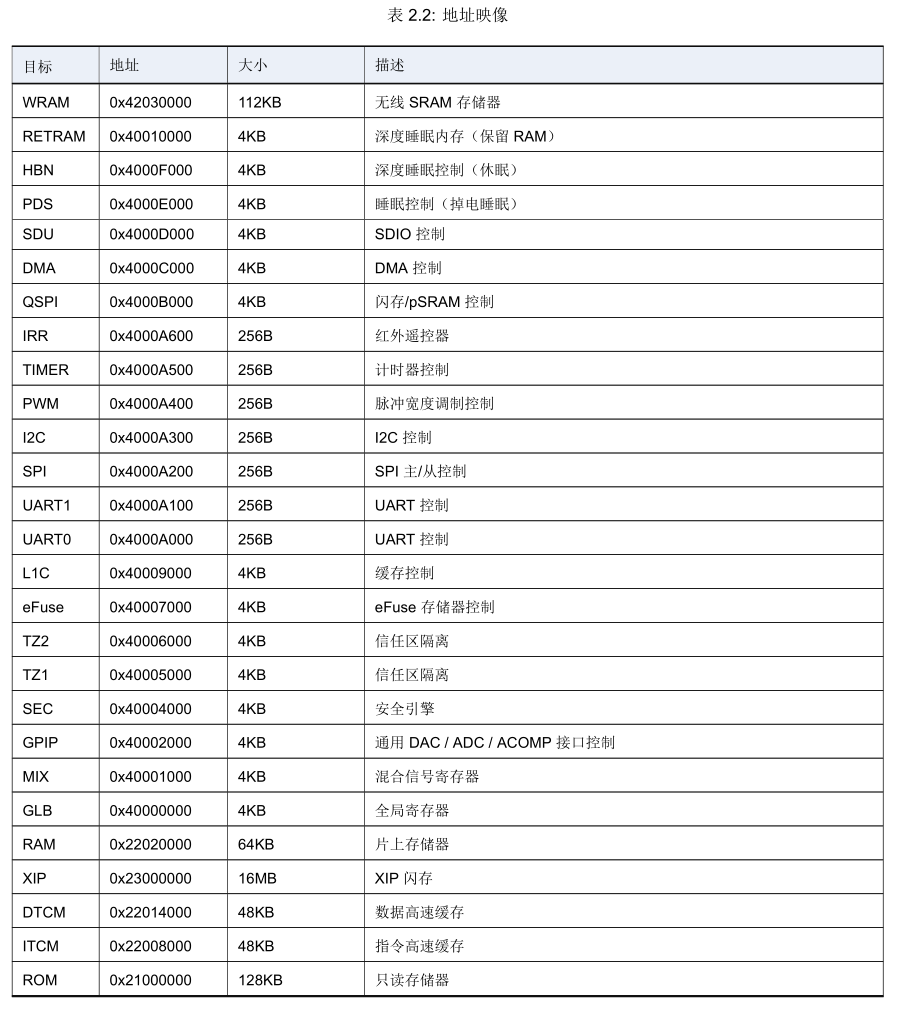 表 2.2: 地址映像
目标 地址 大小 描述
WRAM 0x42030000 112KB 无线 SRAM 存储器
RETRAM 0x40010000 4KB 深度睡眠内存（保留 RAM）
HBN 0x4000F000 4KB 深度睡眠控制（休眠）
PDS 0x4000E000 4KB 睡眠控制（掉电睡眠）
SDU 0x4000D000 4KB SDIO 控制
DMA 0x4000C000 4KB DMA 控制
QSPI 0x4000B000 4KB 闪存/pSRAM 控制
IRR 0x4000A600 256B 红外遥控器
TIMER 0x4000A500 256B 计时器控制
PWM 0x4000A400 256B 脉冲宽度调制控制
I2C 0x4000A300 256B I2C 控制
SPI 0x4000A200 256B SPI 主/从控制
UART1 0x4000A100 256B UART 控制
UART0 0x4000A000 256B UART 控制
L1C 0x40009000 4KB 缓存控制
eFuse 0x40007000 4KB eFuse 存储器控制
TZ2 0x40006000 4KB 信任区隔离
TZ1 0x40005000 4KB 信任区隔离
SEC 0x40004000 4KB 安全引擎
GPIP 0x40002000 4KB 通用 DAC / ADC / ACOMP 接口控制
MIX 0x40001000 4KB 混合信号寄存器
GLB 0x40000000 4KB 全局寄存器
RAM 0x22020000 64KB 片上存储器
XIP 0x23000000 16MB XIP 闪存
DTCM 0x22014000 48KB 数据高速缓存
ITCM 0x22008000 48KB 指令高速缓存
ROM 0x21000000 128KB 只读存储器